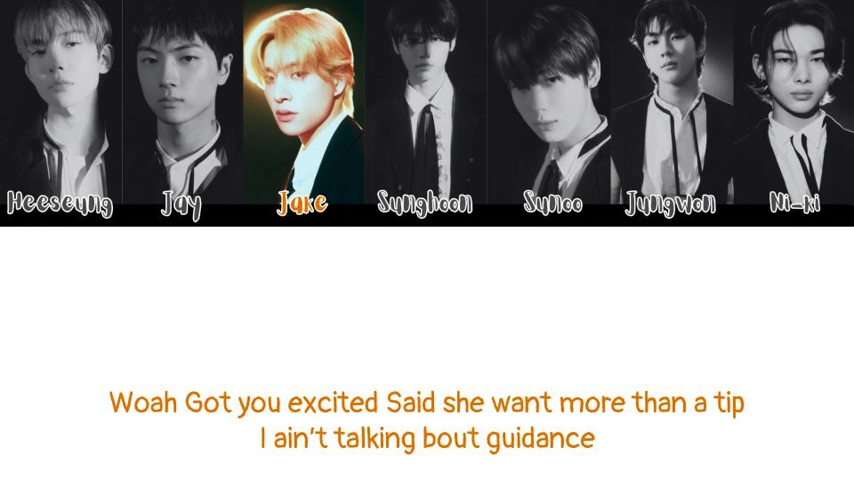 Heeseung Jay Jake Sunghoon Sunoo Jungwon Ni-ki
Woah Got you excited Said she want more than a tip
I ain't talking bout guidance